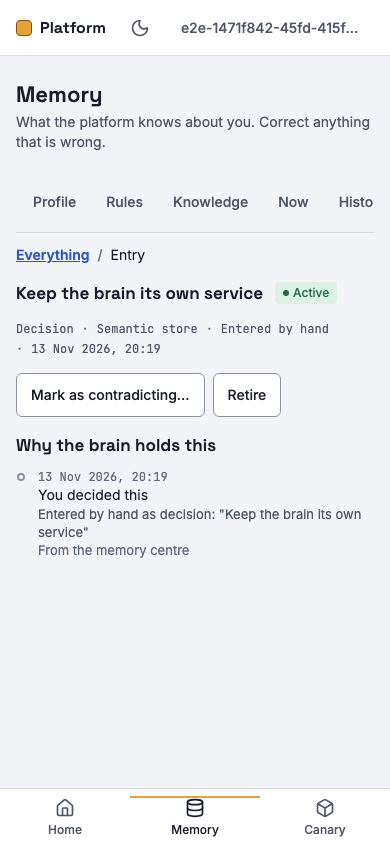 Platform
e2e-1471f842-45fd-415f…
Memory
What the platform knows about you. Correct anything
that is wrong.
Profile Rules Knowledge Now Histo
Everything / Entry
Keep the brain its own service Active
Decision · Semantic store · Entered by hand
· 13 Nov 2026, 20:19
Mark as contradicting… Retire
Why the brain holds this
13 Nov 2026, 20:19
You decided this
Entered by hand as decision: "Keep the brain its own
service"
From the memory centre
Home Memory Canary